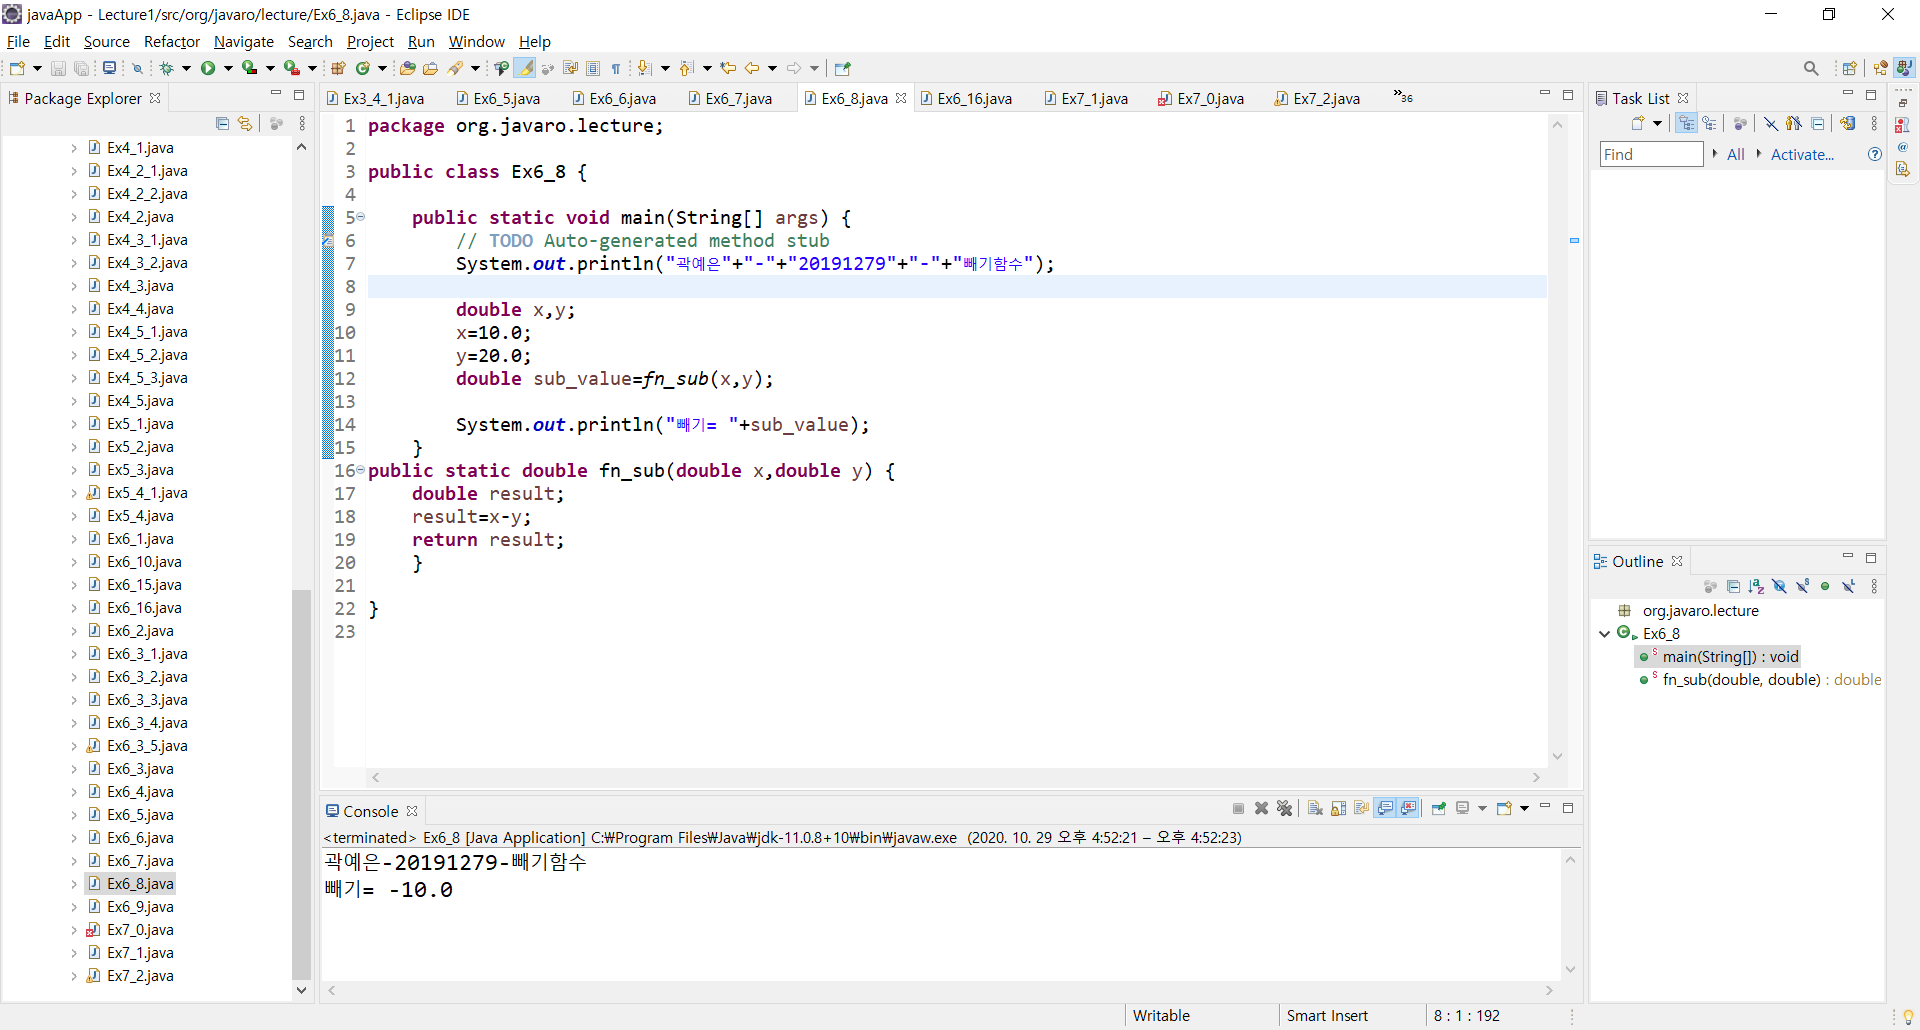 javaApp - Lecture1/src/org/javaro/lecture/Ex6_8.java - Eclipse IDE
File Edit Source Refactor Navigate Search Project Run Window Help
Package Explorer
Ex4_1.java
Ex4_2_1.java
Ex4_2_2.java
Ex4_2.java
Ex4_3_1.java
Ex4_3_2.java
Ex4_3.java
Ex4_4.java
Ex4_5_1.java
Ex4_5_2.java
Ex4_5_3.java
Ex4_5.java
Ex5_1.java
Ex5_2.java
Ex5_3.java
Ex5_4_1.java
Ex5_4.java
Ex6_1.java
Ex6_10.java
Ex6_15.java
Ex6_16.java
Ex6_2.java
Ex6_3_1.java
Ex6_3_2.java
Ex6_3_3.java
Ex6_3_4.java
Ex6_3_5.java
Ex6_3.java
Ex6_4.java
Ex6_5.java
Ex6_6.java
Ex6_7.java
Ex6_8.java
Ex6_9.java
Ex7_0.java
Ex7_1.java
Ex7_2.java
Ex3_4_1.java Ex6_5.java Ex6_6.java Ex6_7.java Ex6_8.java Ex6_16.java Ex7_1.java Ex7_0.java Ex7_2.java »36
1 package org.javaro.lecture;
2
3 public class Ex6_8 {
4
5 public static void main(String[] args) {
6 // TODO Auto-generated method stub
7 System.out.println("곽예은"+"-"+"20191279"+"-"+"빼기함수");
8
9 double x,y;
10 x=10.0;
11 y=20.0;
12 double sub_value=fn_sub(x,y);
13
14 System.out.println("빼기= "+sub_value);
15 }
16 public static double fn_sub(double x,double y) {
17 double result;
18 result=x-y;
19 return result;
20 }
21
22 }
23
Console
<terminated> Ex6_8 [Java Application] C:₩Program Files₩Java₩jdk-11.0.8+10₩bin₩javaw.exe (2020. 10. 29 오후 4:52:21 – 오후 4:52:23)
곽예은-20191279-빼기함수
빼기= -10.0
Task List
Find All Activate...
Outline
org.javaro.lecture
Ex6_8
main(String[]) : void
fn_sub(double, double) : double
Writable Smart Insert 8 : 1 : 192